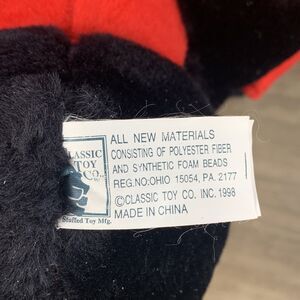 CLASSIC
TOY
CO.
Stuffed Toy Mfg.
ALL NEW MATERIALS
CONSISTING OF POLYESTER FIBER
AND SYNTHETIC FOAM BEADS
REG.NO:OHIO 15054, PA. 2177
©CLASSIC TOY CO. INC. 1998
MADE IN CHINA